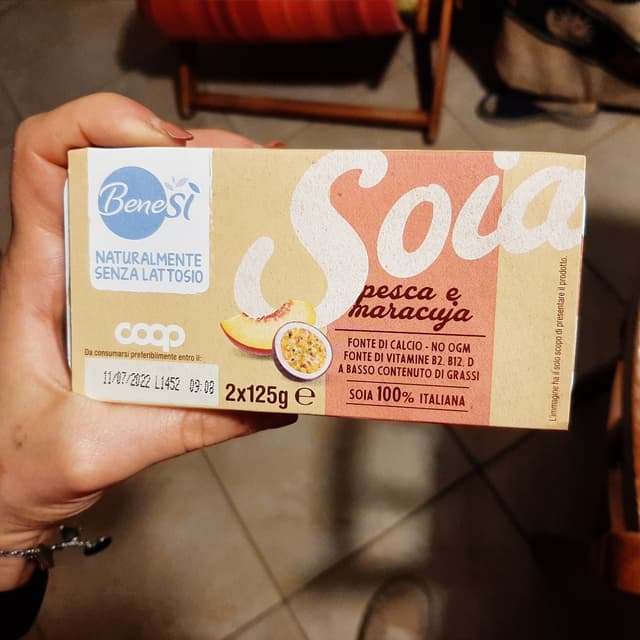 BeneSÌ
NATURALMENTE
SENZA LATTOSIO
coop
Da consumarsi preferibilmente entro il:
11/07/2022 L1452 09:08
2x125g ℮
Soia
pesca e
maracuja
FONTE DI CALCIO - NO OGM
FONTE DI VITAMINE B2, B12, D
A BASSO CONTENUTO DI GRASSI
SOIA 100% ITALIANA
L'immagine ha il solo scopo di presentare il prodotto.